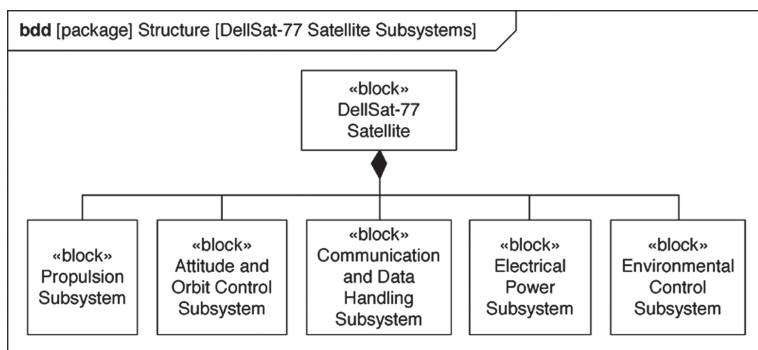 bdd [package] Structure [DellSat-77 Satellite Subsystems]
«block»
DellSat-77
Satellite
«block»
Propulsion
Subsystem
«block»
Attitude and
Orbit Control
Subsystem
«block»
Communication
and Data
Handling
Subsystem
«block»
Electrical
Power
Subsystem
«block»
Environmental
Control
Subsystem